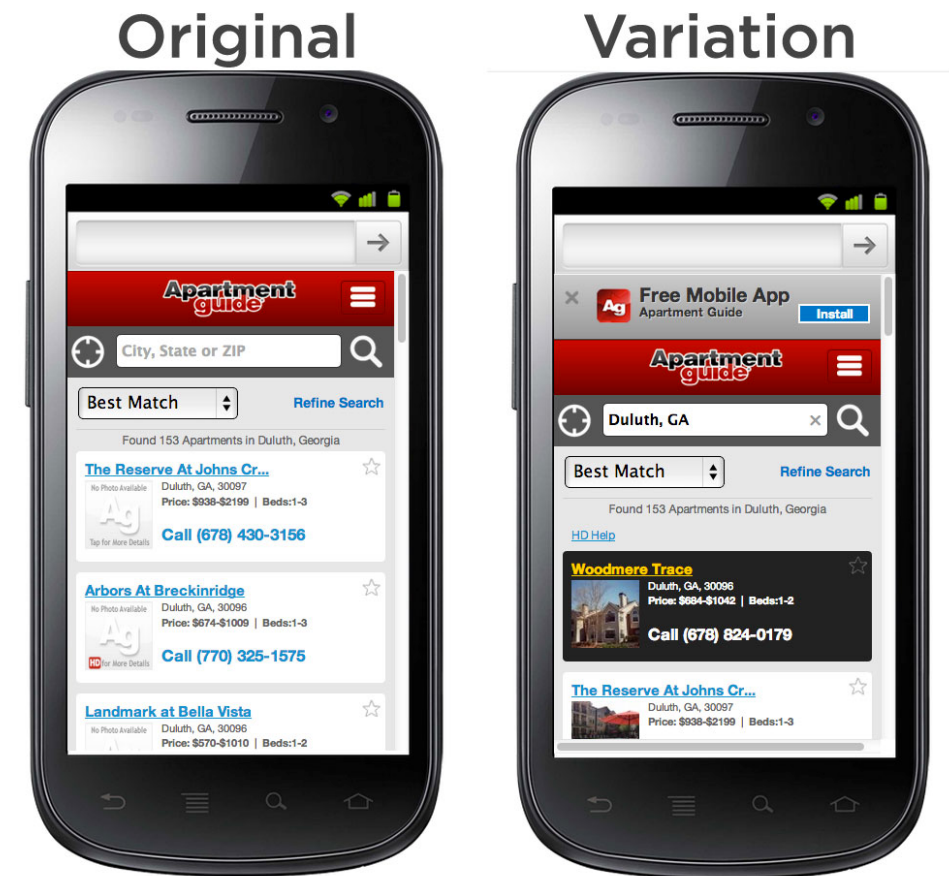 Original
Apartment
guide
City, State or ZIP
Best Match
Refine Search
Found 153 Apartments in Duluth, Georgia
The Reserve At Johns Cr...
No Photo Available
Ag
Tap for More Details
Duluth, GA, 30097
Price: $938-$2199 | Beds:1-3
Call (678) 430-3156
Arbors At Breckinridge
No Photo Available
Ag
HD for More Details
Duluth, GA, 30096
Price: $674-$1009 | Beds:1-3
Call (770) 325-1575
Landmark at Bella Vista
No Photo Available
Duluth, GA, 30096
Price: $570-$1010 | Beds:1-2
Variation
Ag
Free Mobile App
Apartment Guide
Install
Apartment
guide
Duluth, GA
Best Match
Refine Search
Found 153 Apartments in Duluth, Georgia
HD Help
Woodmere Trace
Duluth, GA, 30096
Price: $684-$1042 | Beds:1-2
Call (678) 824-0179
The Reserve At Johns Cr...
Duluth, GA, 30097
Price: $938-$2199 | Beds:1-3